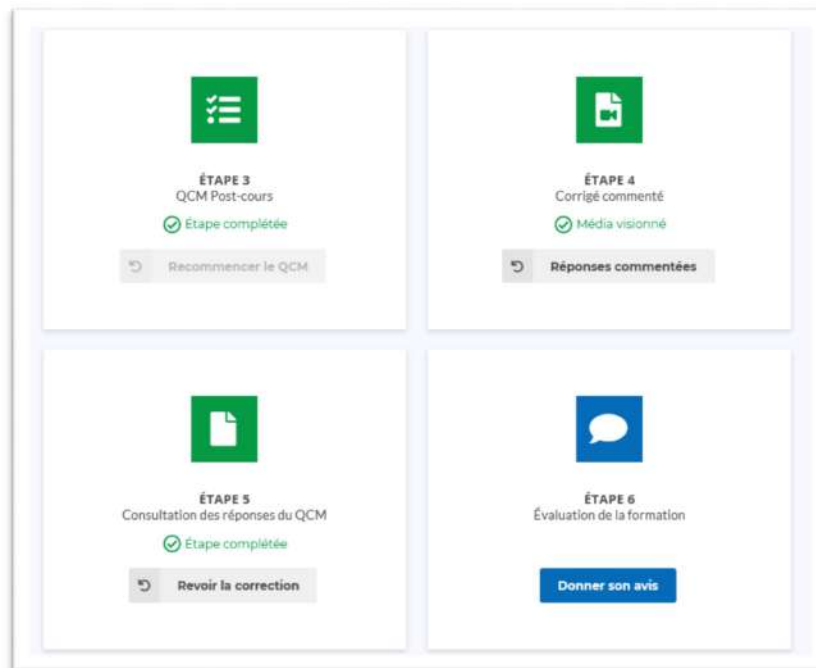 ÉTAPE 3
QCM Post-cours
Étape complétée
Recommencer le QCM
ÉTAPE 4
Corrigé commenté
Média visionné
Réponses commentées
ÉTAPE 5
Consultation des réponses du QCM
Étape complétée
Revoir la correction
ÉTAPE 6
Évaluation de la formation
Donner son avis